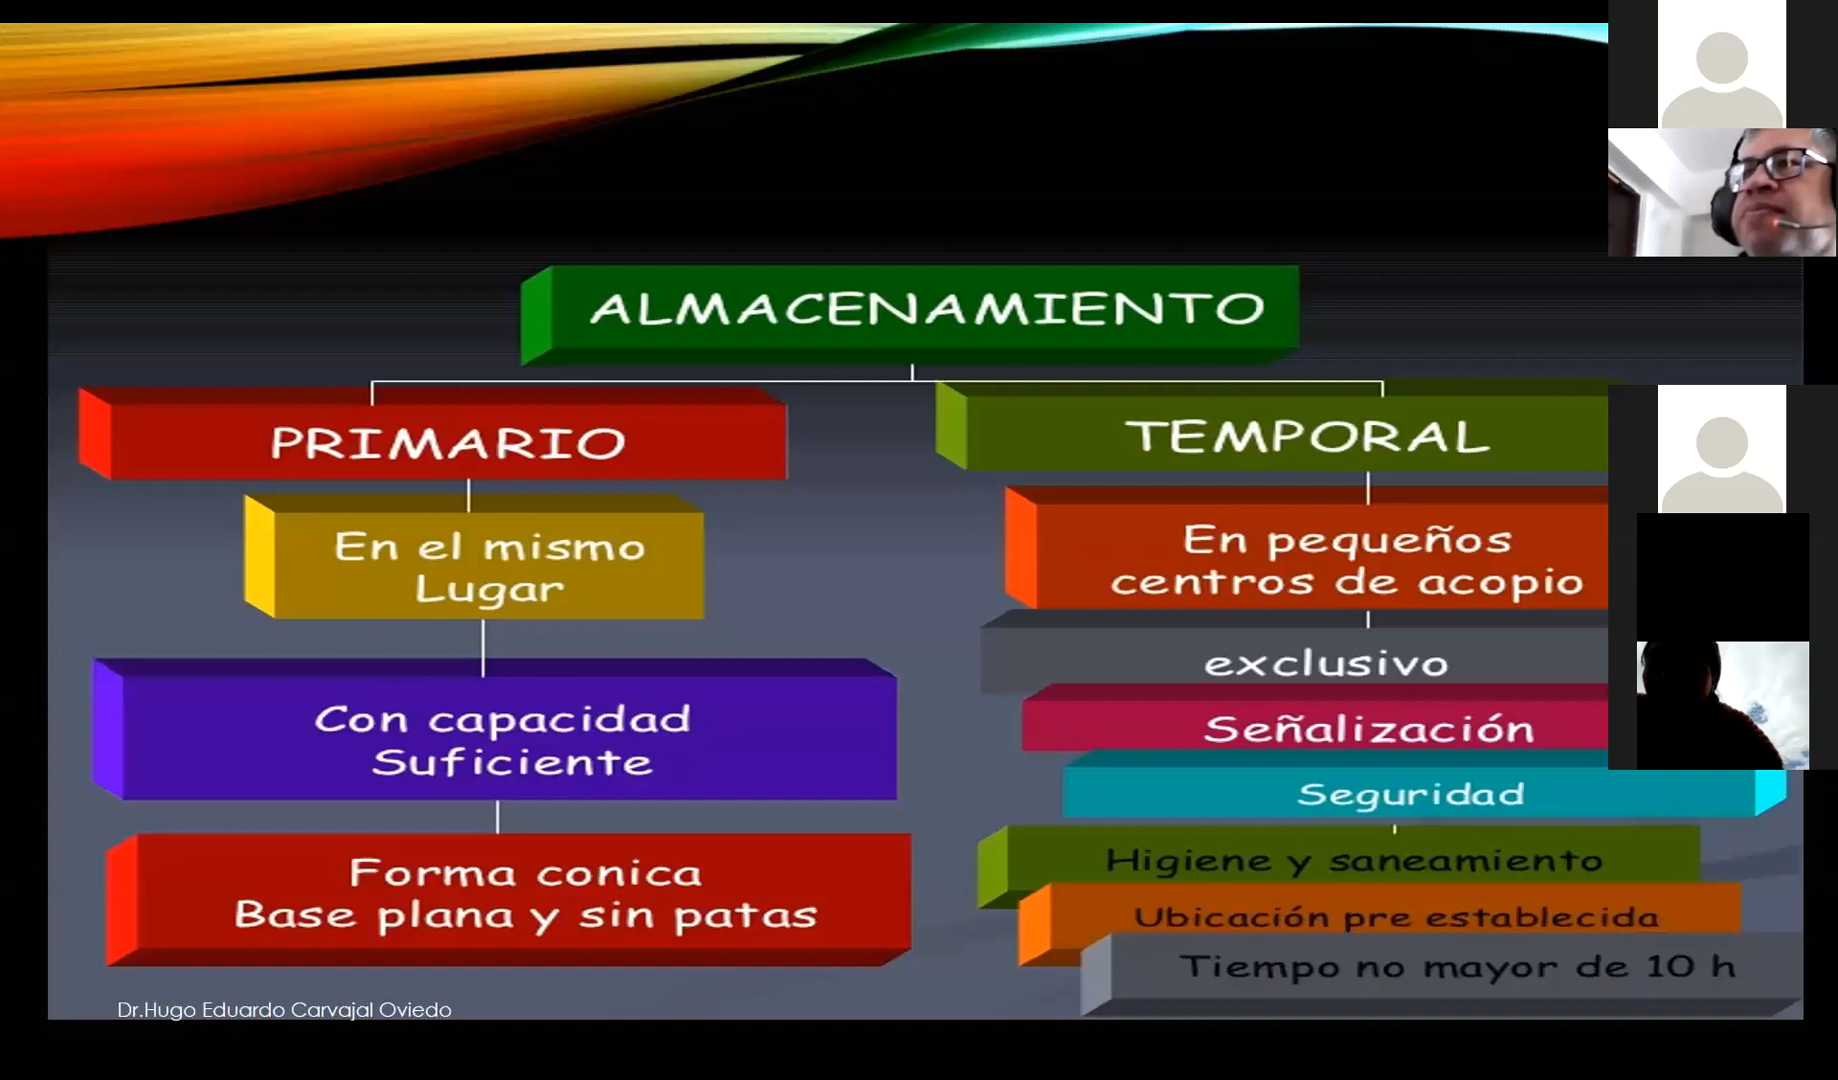 ALMACENAMIENTO
PRIMARIO
En el mismo
Lugar
Con capacidad
Suficiente
Forma conica
Base plana y sin patas
TEMPORAL
En pequeños
centros de acopio
exclusivo
Señalización
Seguridad
Higiene y saneamiento
Ubicación pre establecida
Tiempo no mayor de 10 h
Dr.Hugo Eduardo Carvajal Oviedo